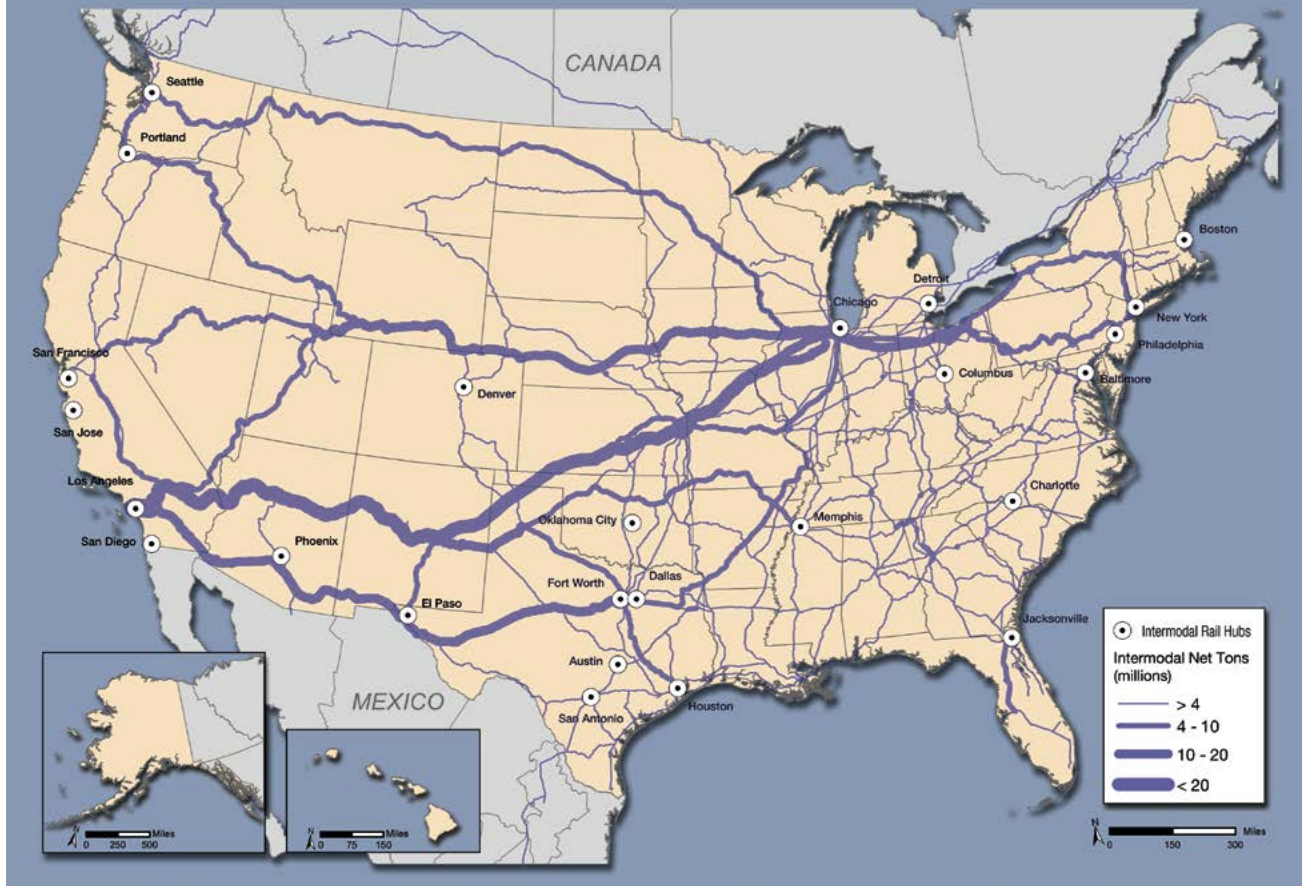 CANADA
Seattle
Portland
Boston
Detroit
Chicago
New York
San Francisco
Philadelphia
Denver
Columbus
Baltimore
San Jose
Los Angeles
Charlotte
Oklahoma City
Memphis
San Diego
Phoenix
Fort Worth
Dallas
El Paso
Jacksonville
Austin
MEXICO
San Antonio
Houston
Intermodal Rail Hubs
Intermodal Net Tons
(millions)
> 4
4 - 10
10 - 20
< 20
N
Miles
0 250 500
N
Miles
0 75 150
N
Miles
0 150 300